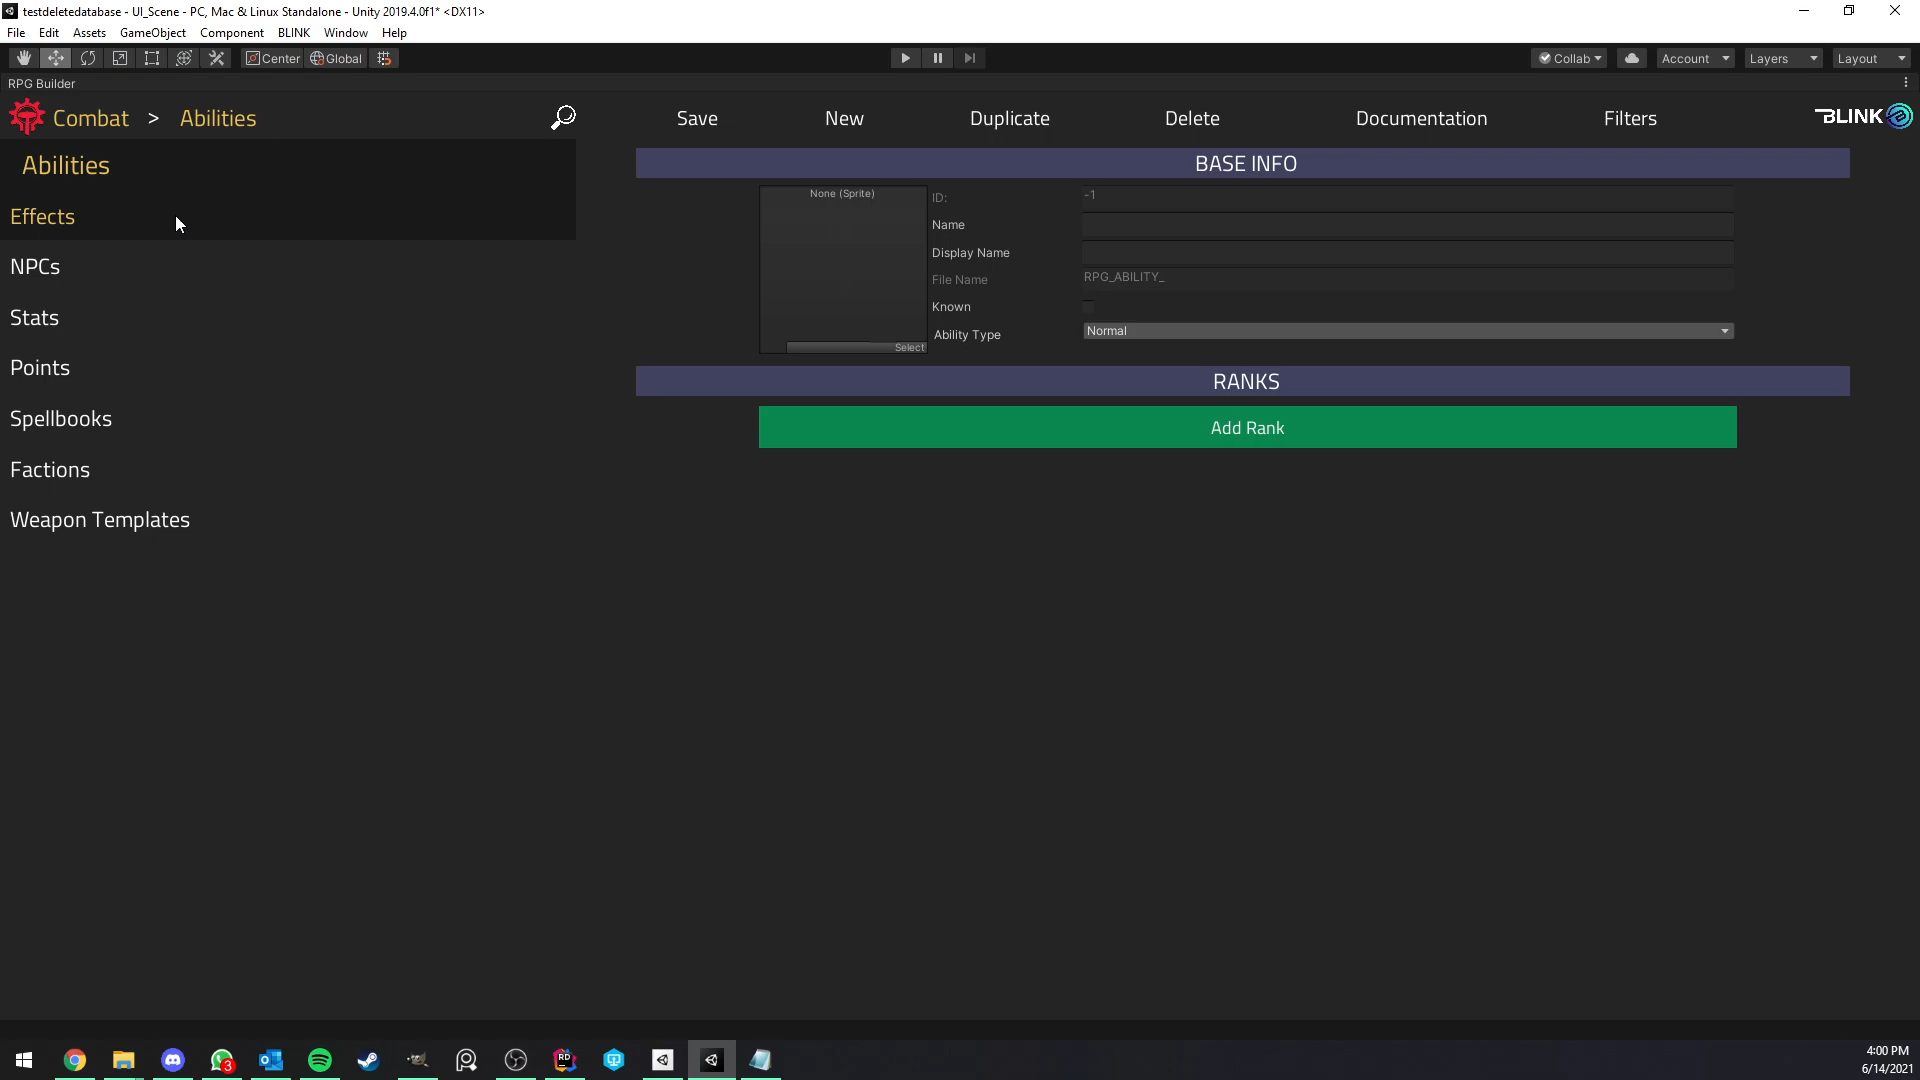 testdeletedatabase - UI_Scene - PC, Mac & Linux Standalone - Unity 2019.4.0f1* <DX11>
File Edit Assets GameObject Component BLINK Window Help
Center Global Collab Account Layers Layout
RPG Builder
Combat > Abilities Save New Duplicate Delete Documentation Filters BLINK
Abilities
Effects
NPCs
Stats
Points
Spellbooks
Factions
Weapon Templates
BASE INFO
None (Sprite)
Select
ID: -1
Name
Display Name
File Name RPG_ABILITY_
Known
Ability Type Normal
RANKS
Add Rank
3
RD
4:00 PM
6/14/2021